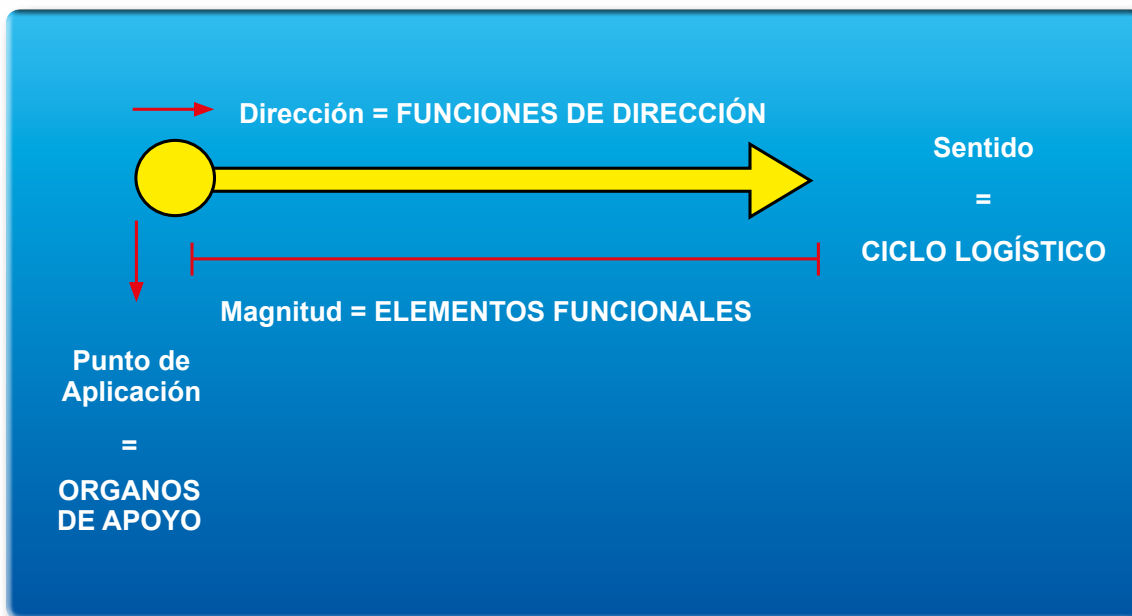 Dirección = FUNCIONES DE DIRECCIÓN
Sentido
=
CICLO LOGÍSTICO
Magnitud = ELEMENTOS FUNCIONALES
Punto de
Aplicación
=
ORGANOS
DE APOYO